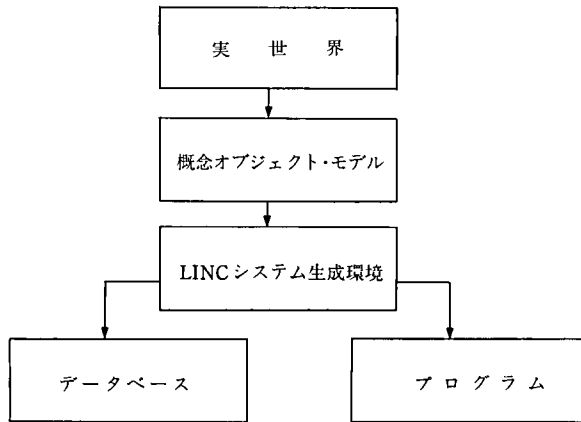 実世界
概念オブジェクト・モデル
LINCシステム生成環境
データベース
プログラム